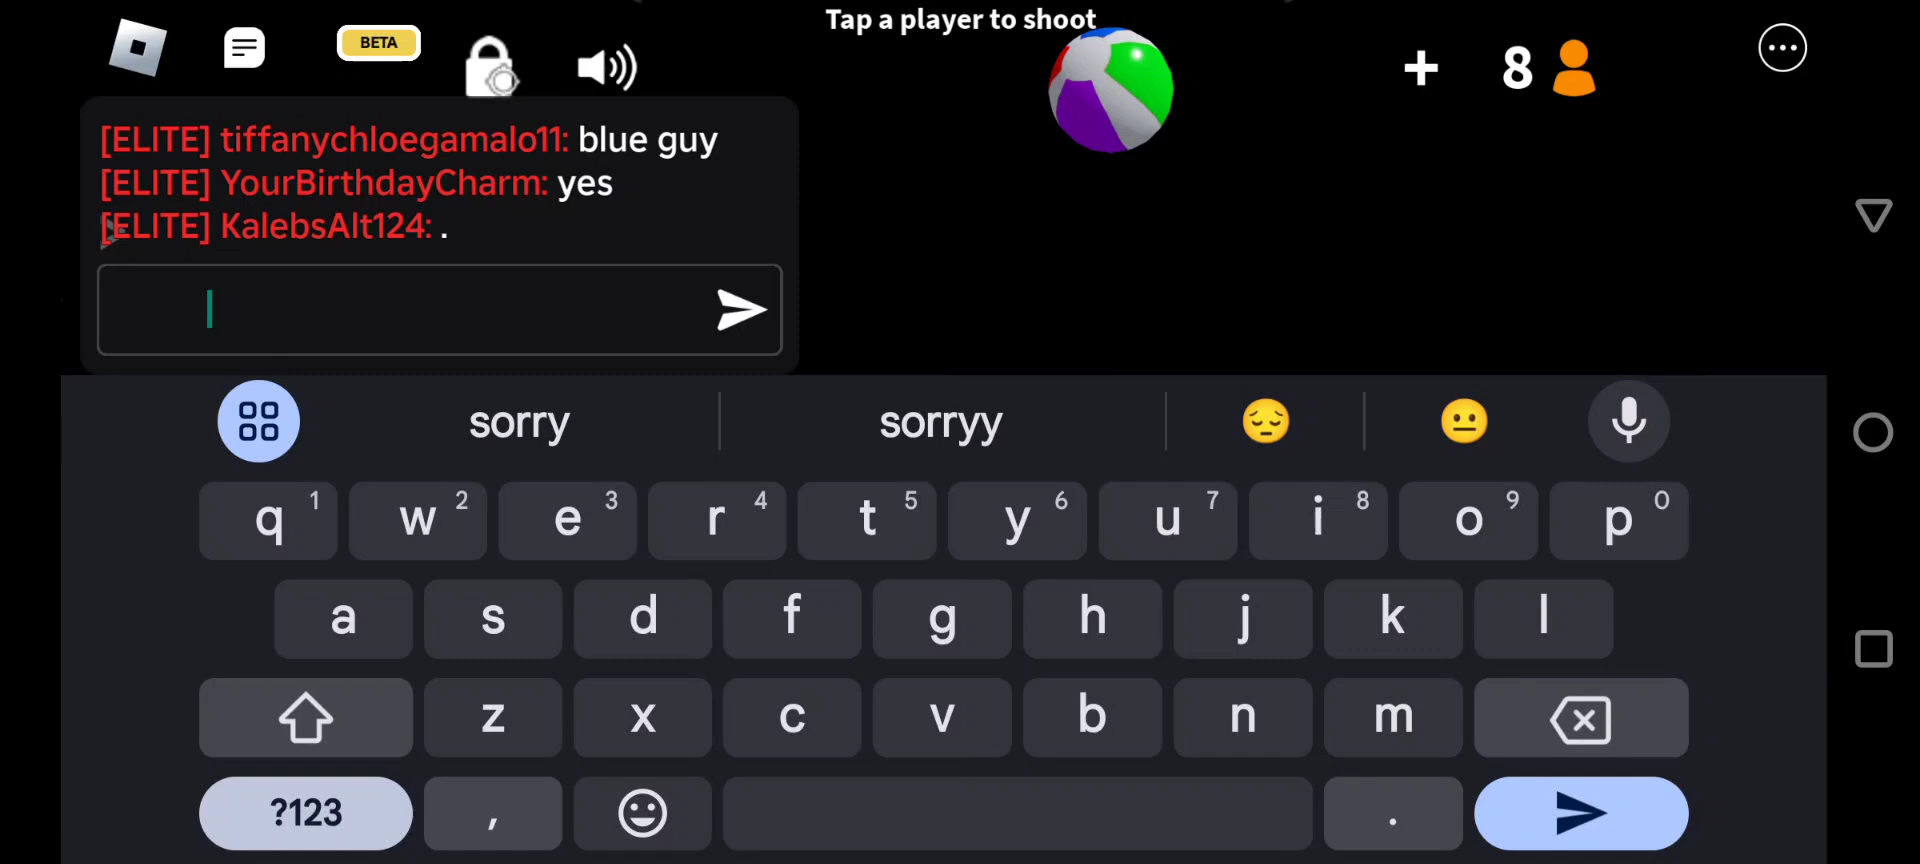 Tap a player to shoot
BETA
8
[ELITE] tiffanychloegamalo11: blue guy
[ELITE] YourBirthdayCharm: yes
[ELITE] KalebsAlt124: .
sorry sorryy 😔 😐
q 1 w 2 e 3 r 4 t 5 y 6 u 7 i 8 o 9 p 0
a s d f g h j k l
z x c v b n m
?123 , .